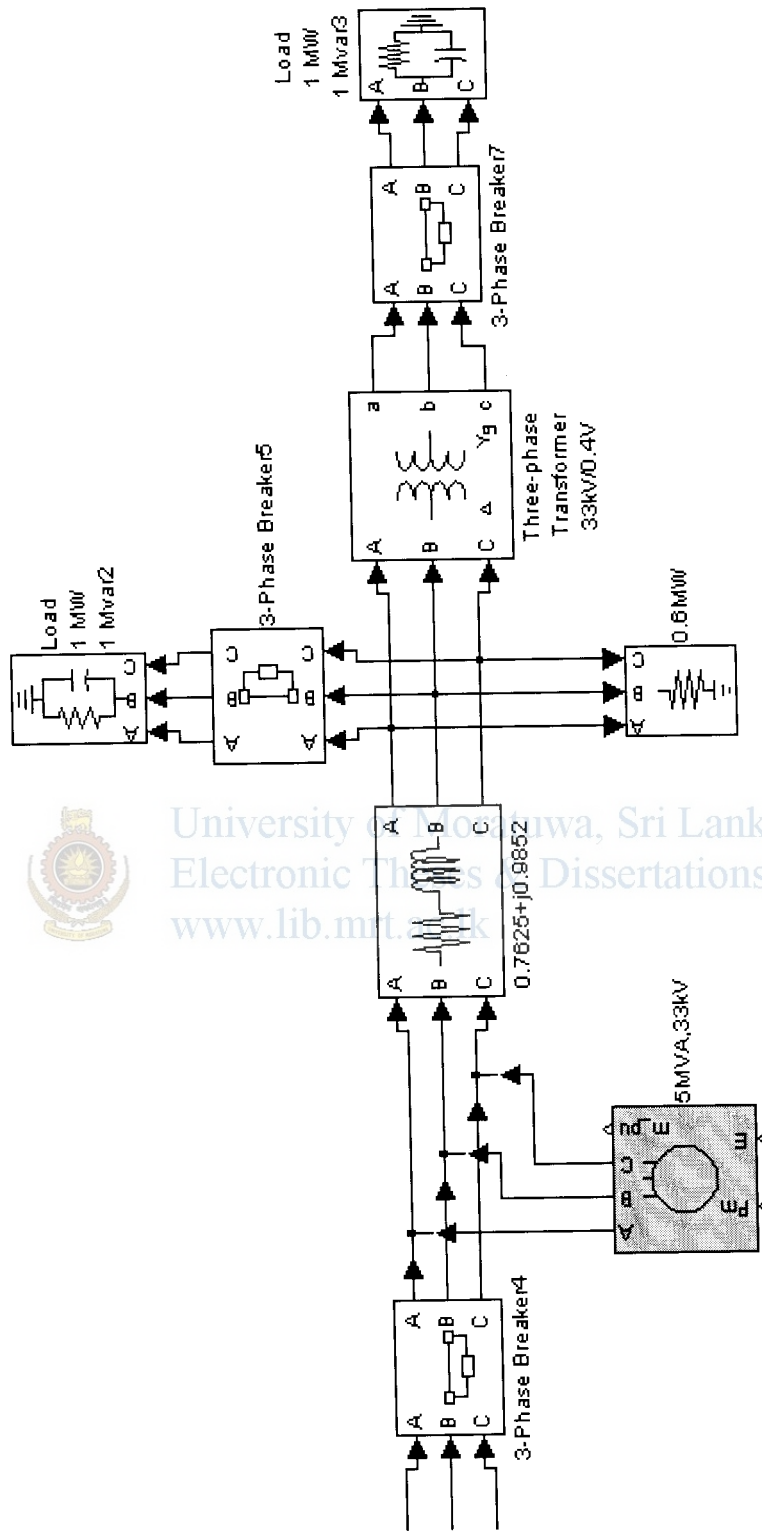 Load
1 MW
1 Mvar3
A
B
C
A
B
C
A
B
C
3-Phase Breaker7
a
b
c
A
B
C
Δ
Yg
Three-phase
Transformer
33kV/0.4V
Load
1 MW
1 Mvar2
A
B
C
3-Phase Breaker5
A
B
C
A
B
C
A
B
C
0.6MW
A
B
C
A
B
C
0.7625+j0.9852
University of Moratuwa, Sri Lank
Electronic Theses & Dissertations
www.lib.mrt.ac.lk
A
B
C
Pm
E
m_pu
5MVA,33kV
A
B
C
A
B
C
3-Phase Breaker4